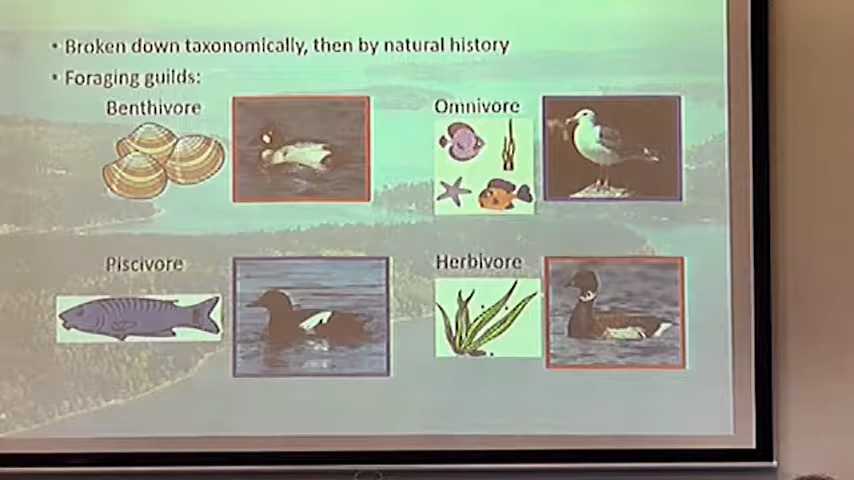 • Broken down taxonomically, then by natural history
• Foraging guilds:
Benthivore
Omnivore
Piscivore
Herbivore